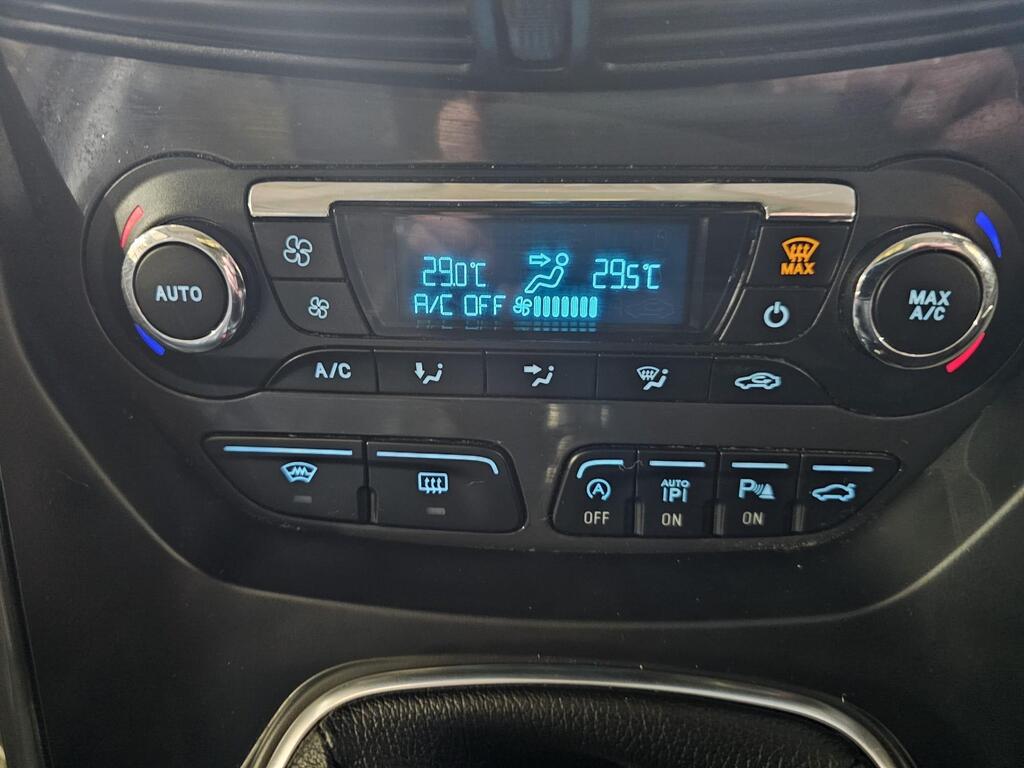 29.0°C 29.5°C
A/C OFF
AUTO
MAX
MAX
A/C
A/C
A
OFF
AUTO
P
ON
P
ON